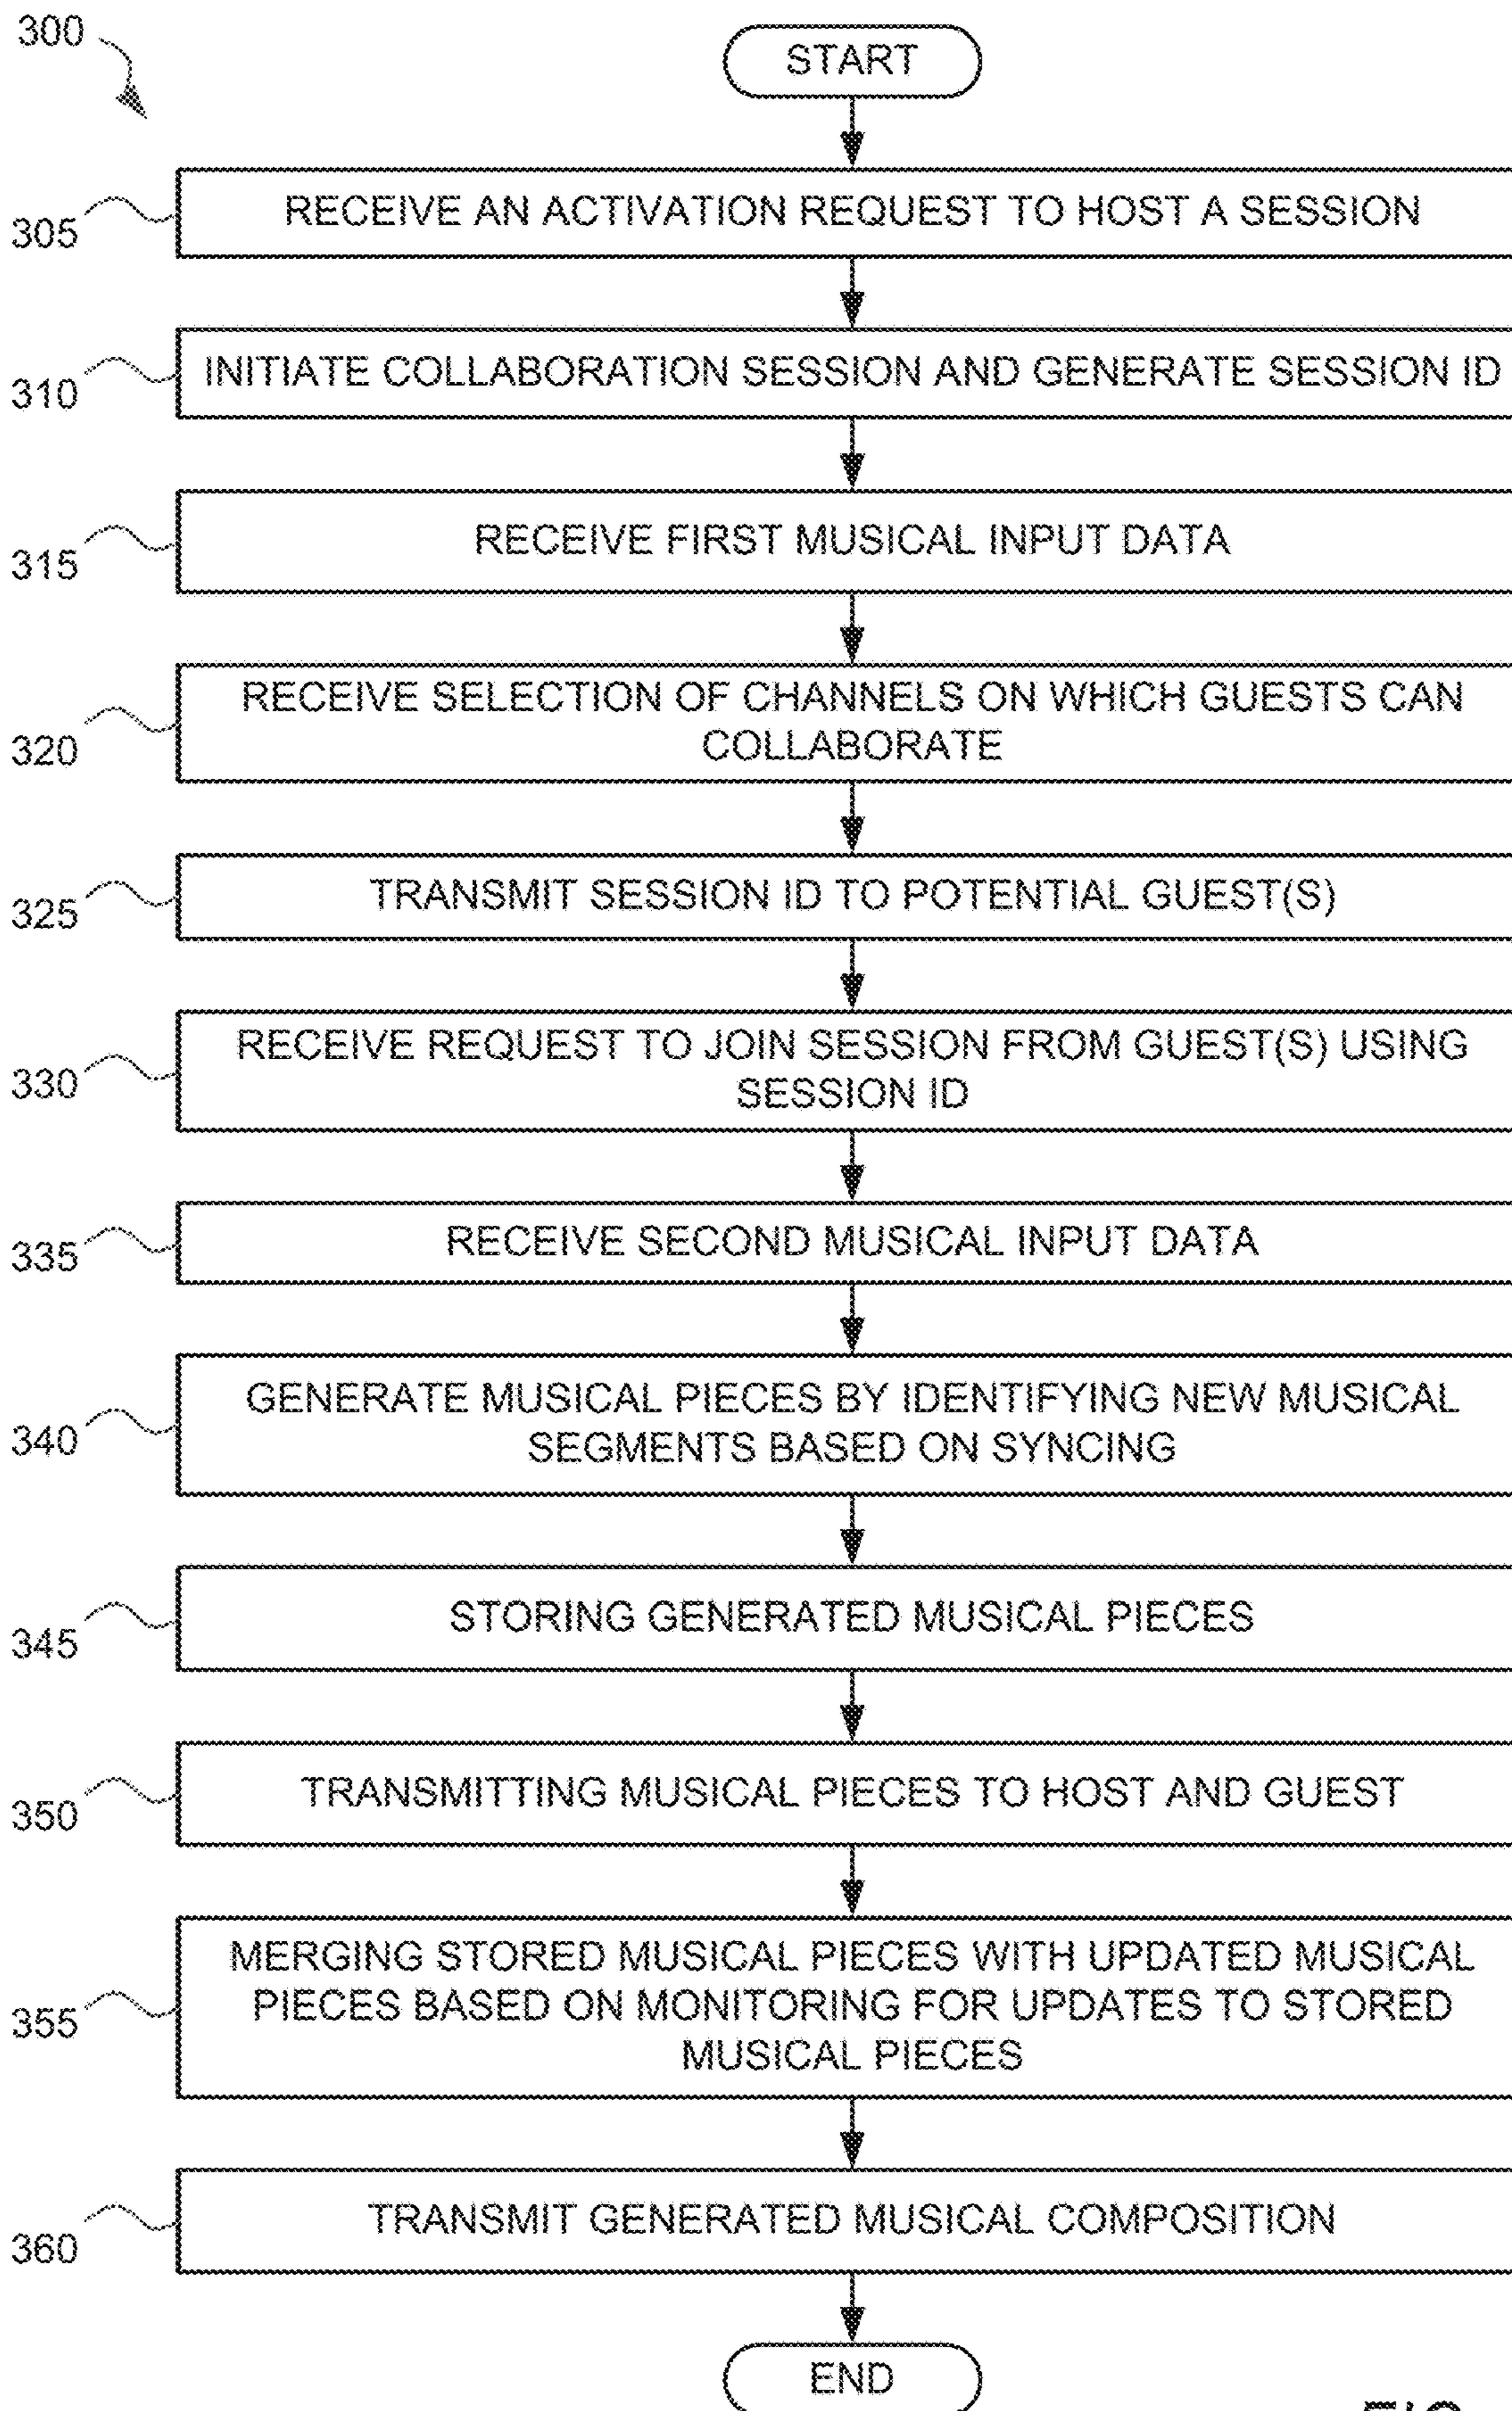 300
START
305
RECEIVE AN ACTIVATION REQUEST TO HOST A SESSION
310
INITIATE COLLABORATION SESSION AND GENERATE SESSION ID
315
RECEIVE FIRST MUSICAL INPUT DATA
320
RECEIVE SELECTION OF CHANNELS ON WHICH GUESTS CAN
COLLABORATE
325
TRANSMIT SESSION ID TO POTENTIAL GUEST(S)
330
RECEIVE REQUEST TO JOIN SESSION FROM GUEST(S) USING
SESSION ID
335
RECEIVE SECOND MUSICAL INPUT DATA
340
GENERATE MUSICAL PIECES BY IDENTIFYING NEW MUSICAL
SEGMENTS BASED ON SYNCING
345
STORING GENERATED MUSICAL PIECES
350
TRANSMITTING MUSICAL PIECES TO HOST AND GUEST
355
MERGING STORED MUSICAL PIECES WITH UPDATED MUSICAL
PIECES BASED ON MONITORING FOR UPDATES TO STORED
MUSICAL PIECES
360
TRANSMIT GENERATED MUSICAL COMPOSITION
END